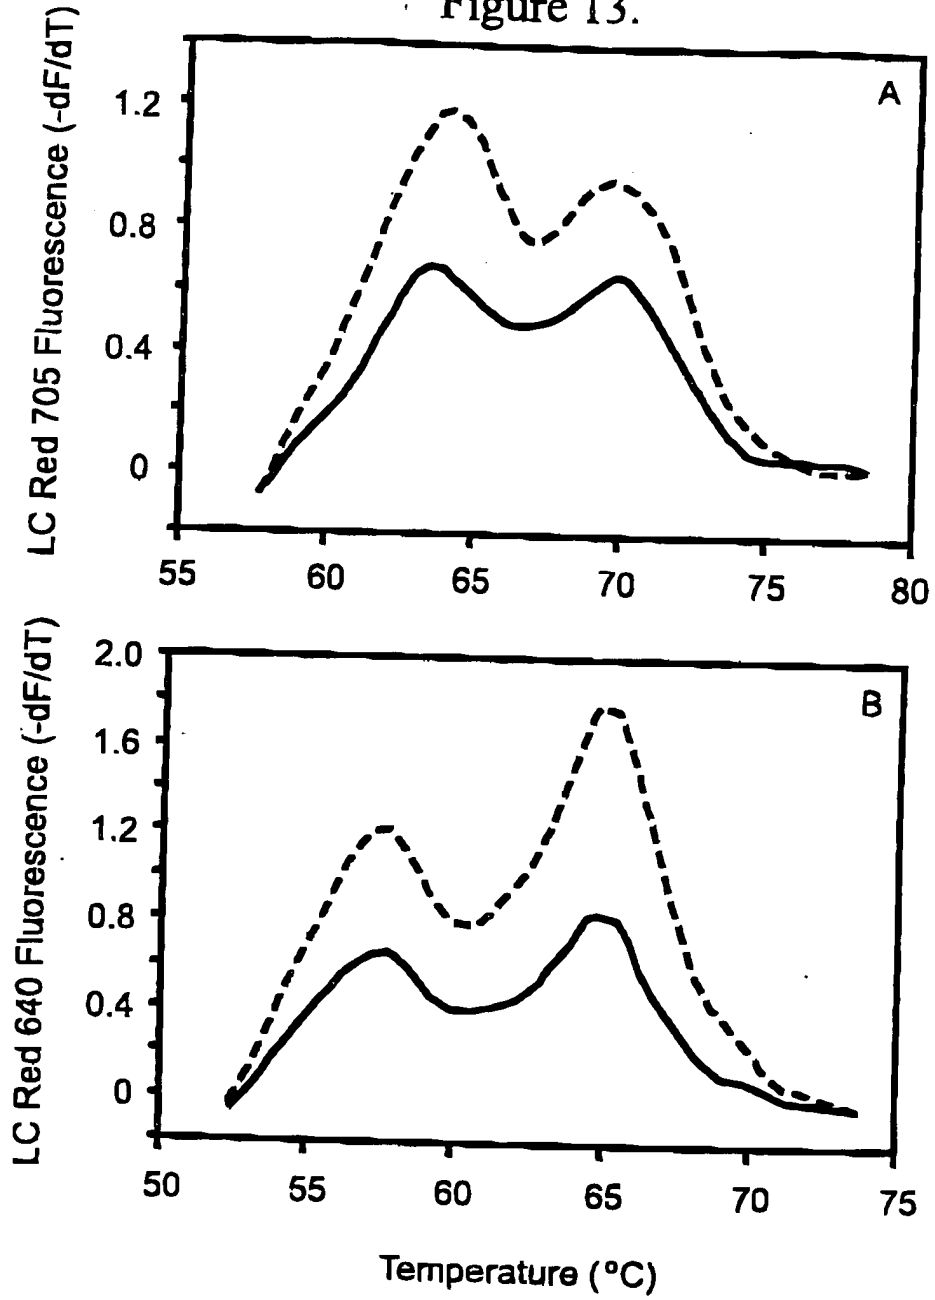 Figure 13.
A
LC Red 705 Fluorescence (-dF/dT)
1.2
0.8
0.4
0
55 60 65 70 75 80
B
LC Red 640 Fluorescence (-dF/dT)
2.0
1.6
1.2
0.8
0.4
0
50 55 60 65 70 75
Temperature (°C)